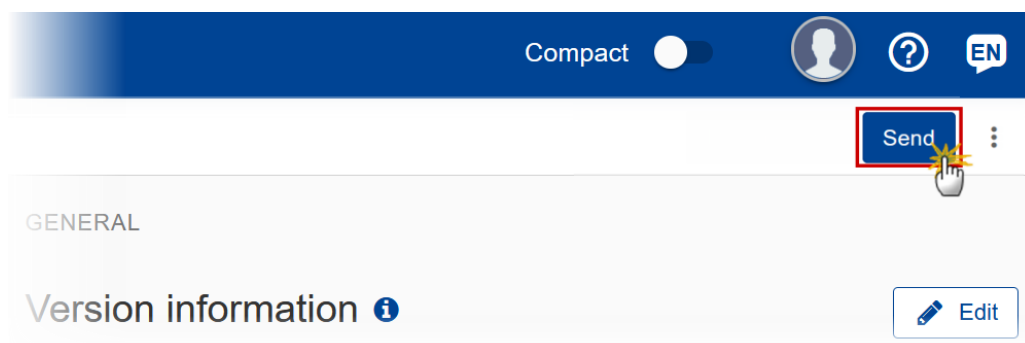 Compact
EN
Send
GENERAL
Version information
Edit